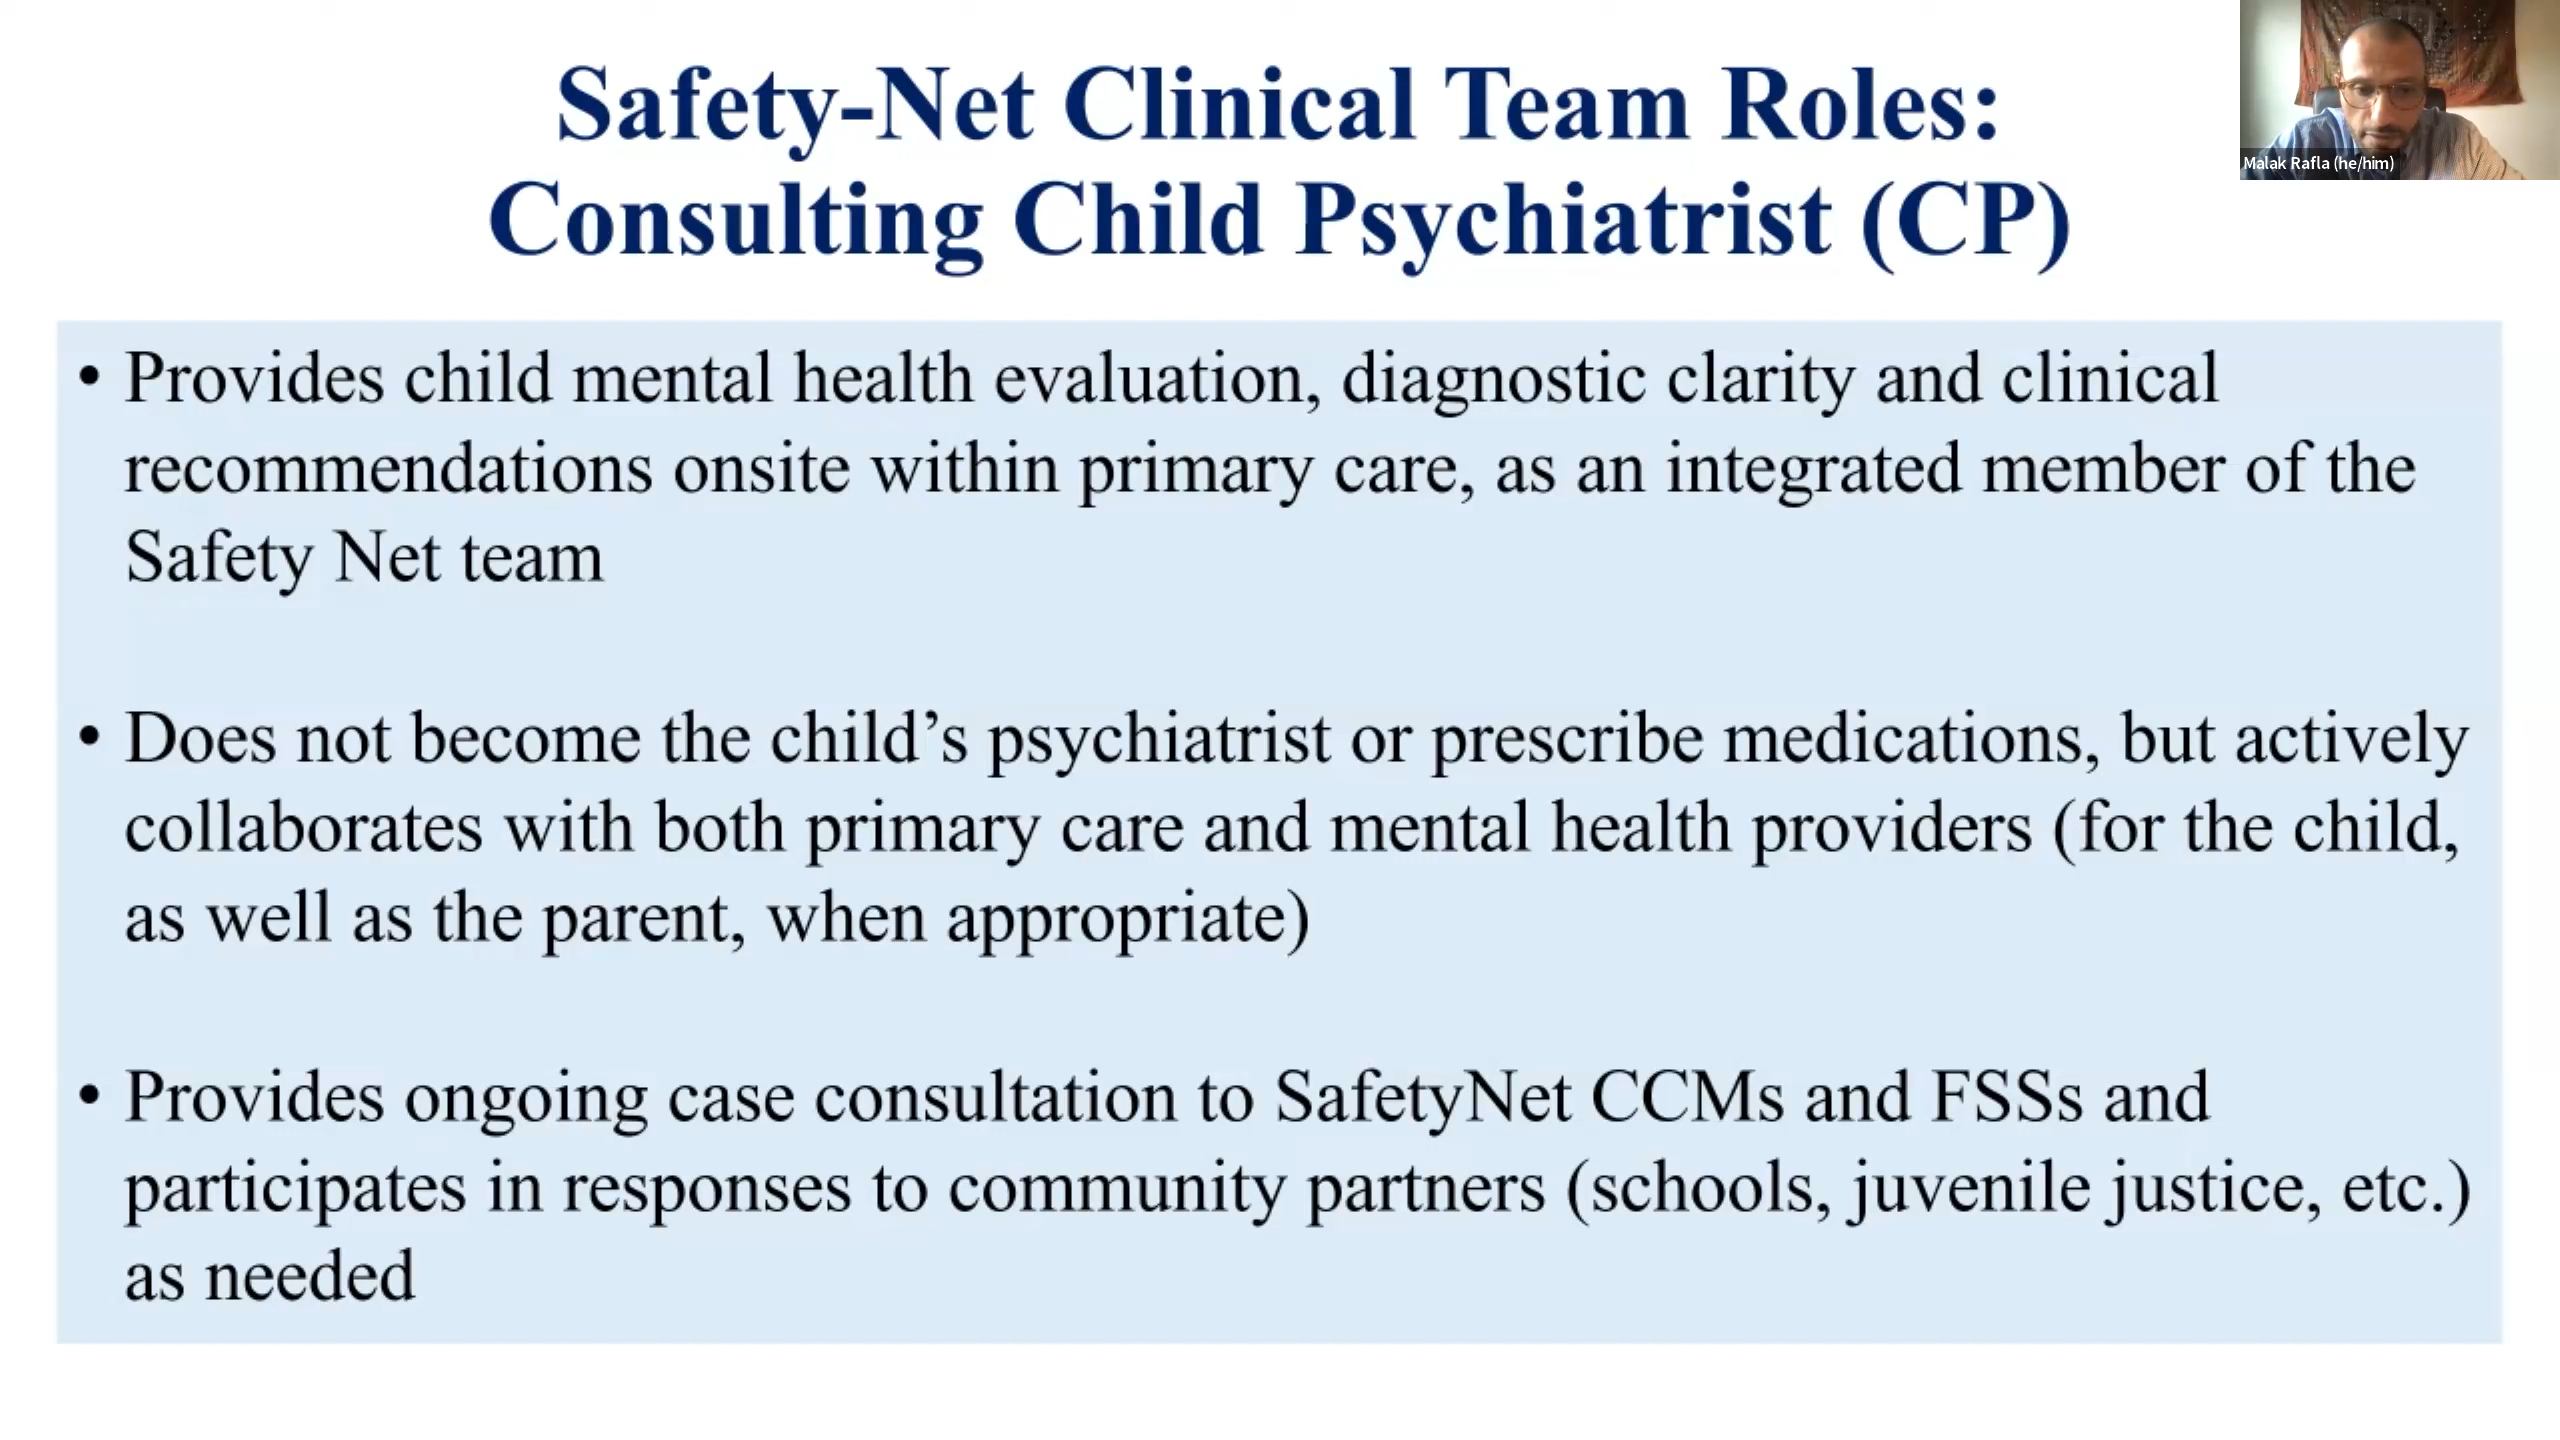 Safety-Net Clinical Team Roles:
Consulting Child Psychiatrist (CP)
Malak Rafla (he/him)
• Provides child mental health evaluation, diagnostic clarity and clinical
recommendations onsite within primary care, as an integrated member of the
Safety Net team
• Does not become the child’s psychiatrist or prescribe medications, but actively
collaborates with both primary care and mental health providers (for the child,
as well as the parent, when appropriate)
• Provides ongoing case consultation to SafetyNet CCMs and FSSs and
participates in responses to community partners (schools, juvenile justice, etc.)
as needed